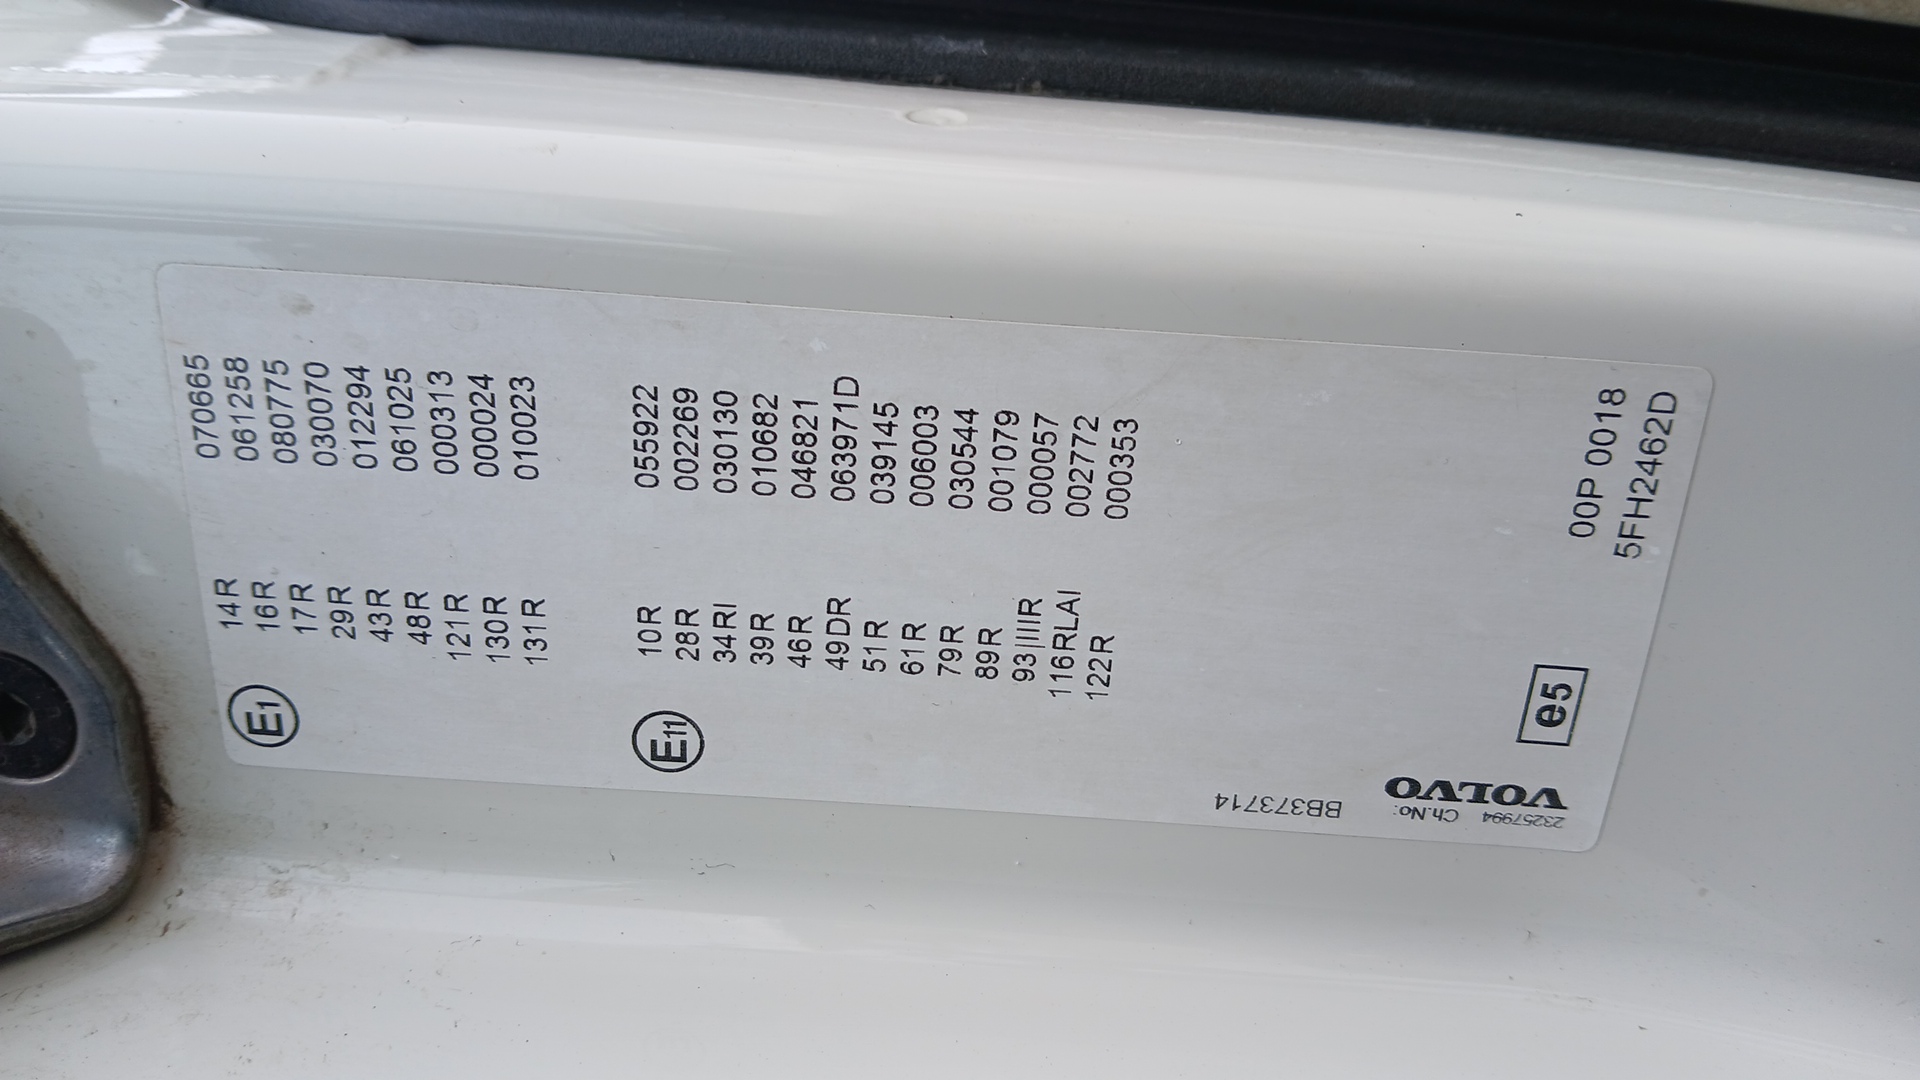 E1 14R 070665
16R 061258
17R 080775
29R 030070
43R 012294
48R 061025
121R 000313
130R 000024
131R 010023
E11 10R 055922
28R 002269
34RI 030130
39R 010682
46R 046821
49DR 063971D
51R 039145
61R 006003
79R 030544
89R 001079
93IIIIR 000057
116RLAI 002772
122R 000353
e5 00P 0018
5FH2462D
VOLVO
23257994 Ch.No: BB373714